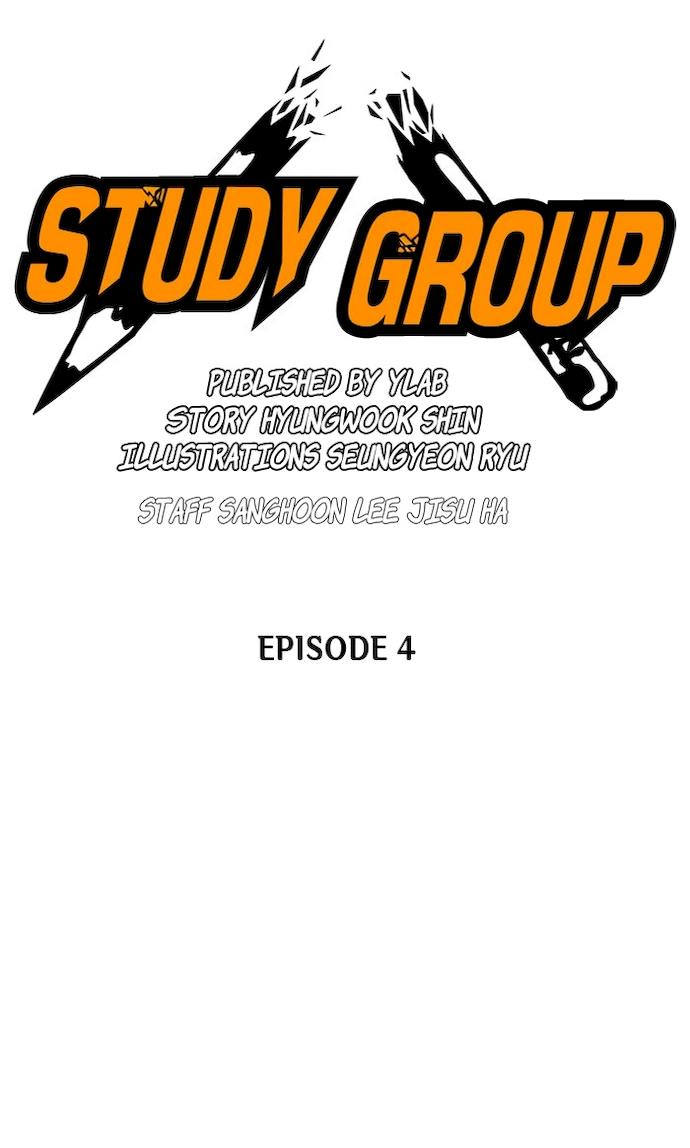 STUDY GROUP
PUBLISHED BY YLAB
STORY HYUNGWOOK SHIN
ILLUSTRATIONS SEUNGYEON RYU
STAFF SANGHOON LEE JISU HA
EPISODE 4